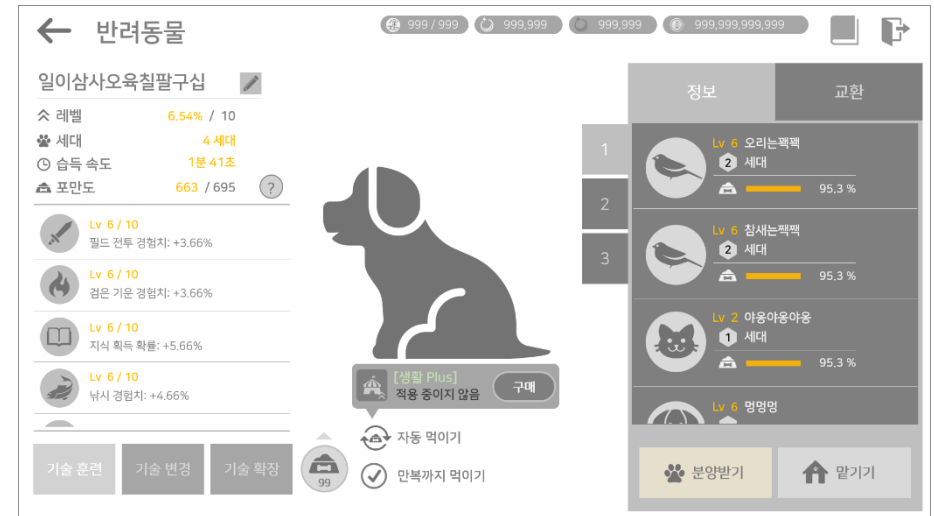 반려동물
999 / 999
999,999
999,999
999,999,999,999
일이삼사오육칠팔구십
레벨 6.54% / 10
세대 4 세대
습득 속도 1분 41초
포만도 663 / 695 ?
Lv 6 / 10
필드 전투 경험치: +3.66%
Lv 6 / 10
검은 기운 경험치: +3.66%
Lv 6 / 10
지식 획득 확률: +5.66%
Lv 6 / 10
낚시 경험치: +4.66%
기술 훈련
기술 변경
기술 확장
99
[생활 Plus]
적용 중이지 않음
구매
자동 먹이기
만복까지 먹이기
1
2
3
정보
교환
Lv 6 오리는꽥꽥
2 세대
95,3 %
Lv 6 참새는짹짹
2 세대
95,3 %
Lv 2 야옹야옹야옹
1 세대
95,3 %
Lv 6 멍멍멍
분양받기
맡기기